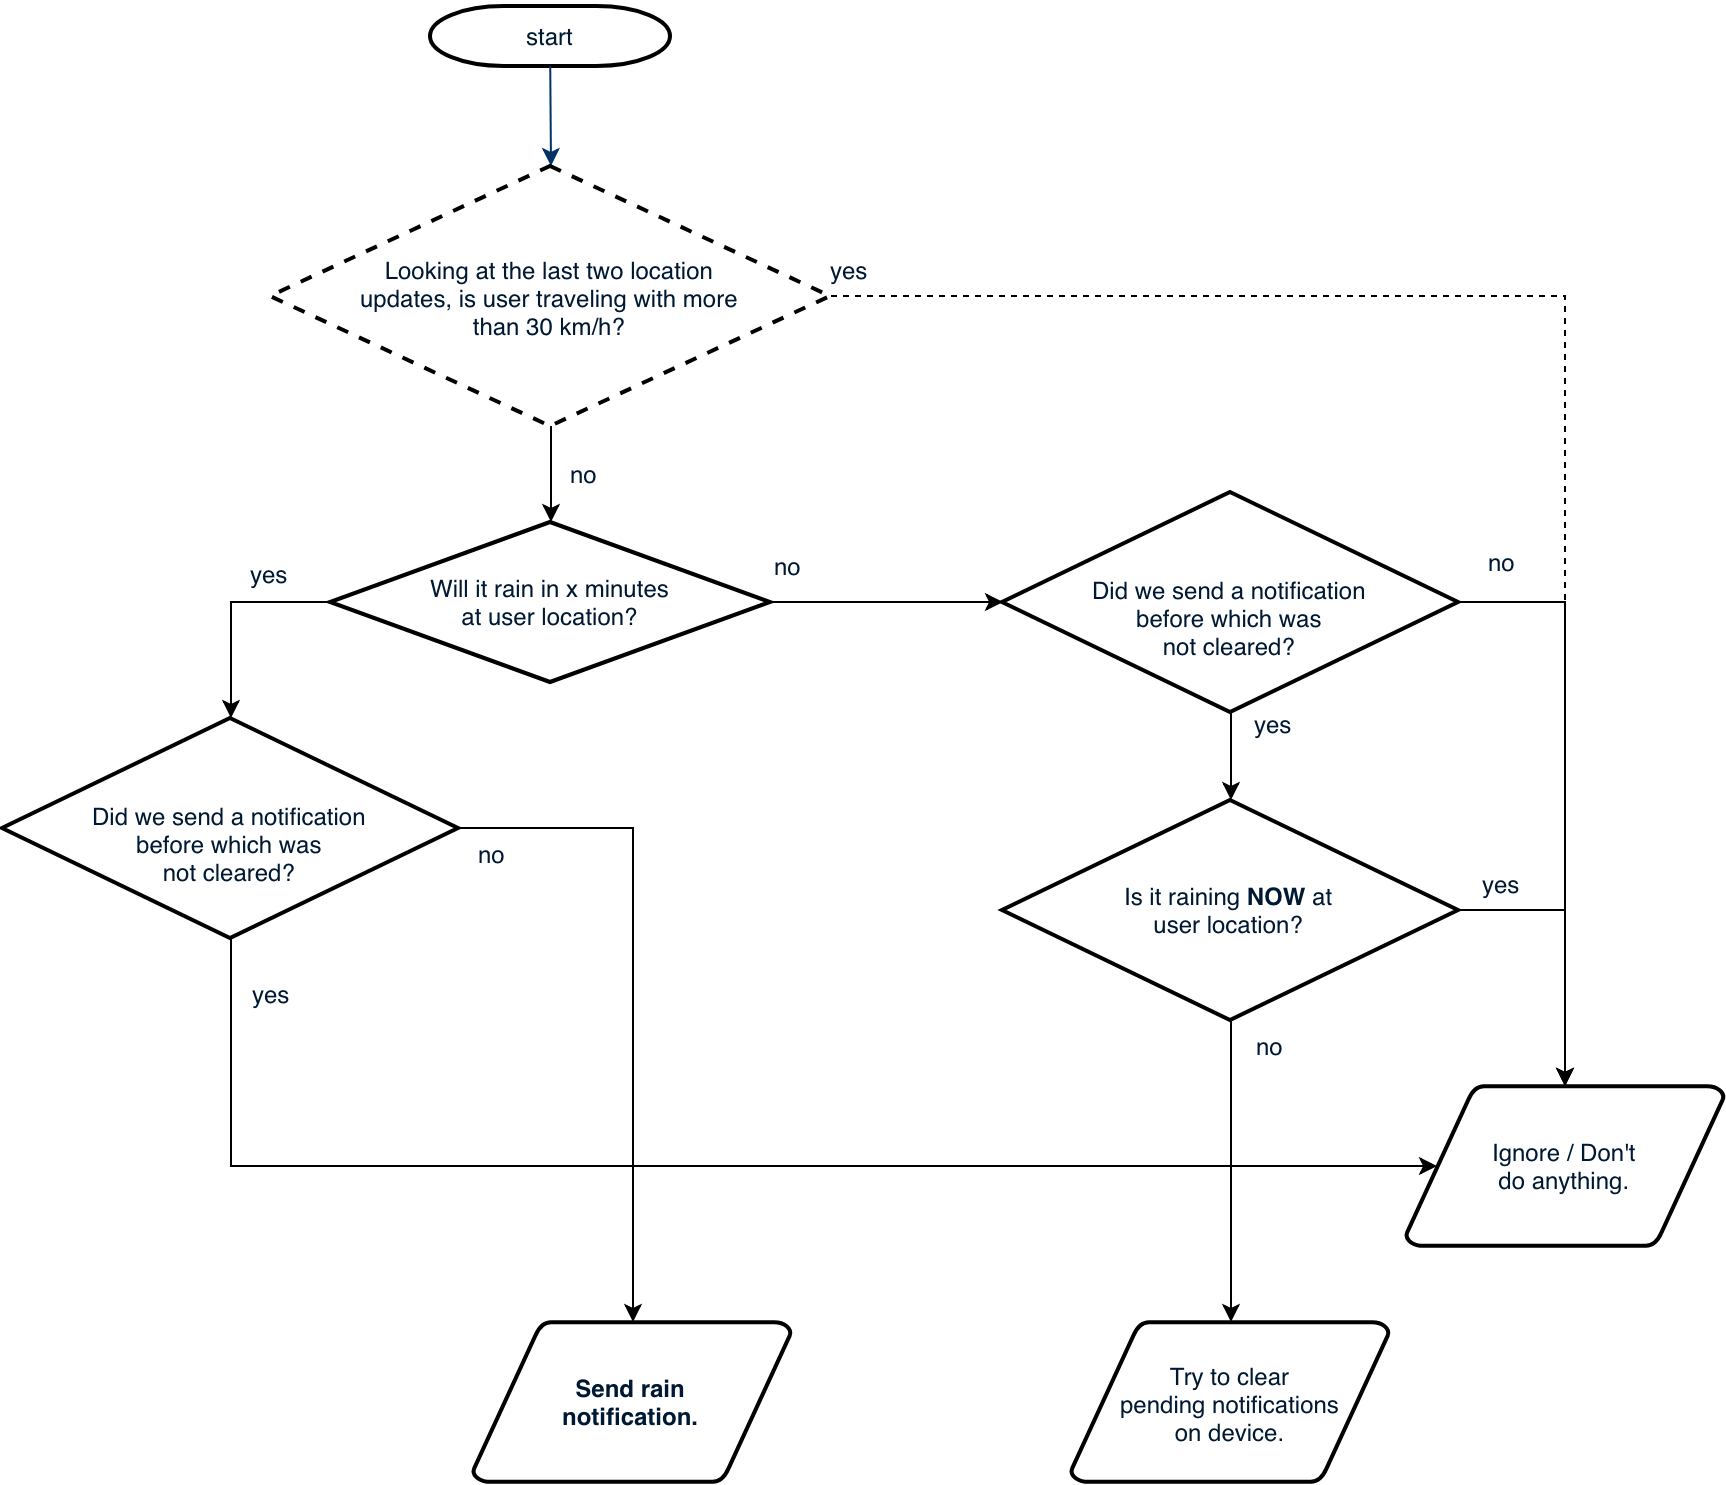 start
Looking at the last two location
updates, is user traveling with more
than 30 km/h?
yes
no
Will it rain in x minutes
at user location?
yes
no
Did we send a notification
before which was
not cleared?
no
yes
Did we send a notification
before which was
not cleared?
no
yes
Is it raining NOW at
user location?
yes
no
Ignore / Don't
do anything.
Send rain
notification.
Try to clear
pending notifications
on device.